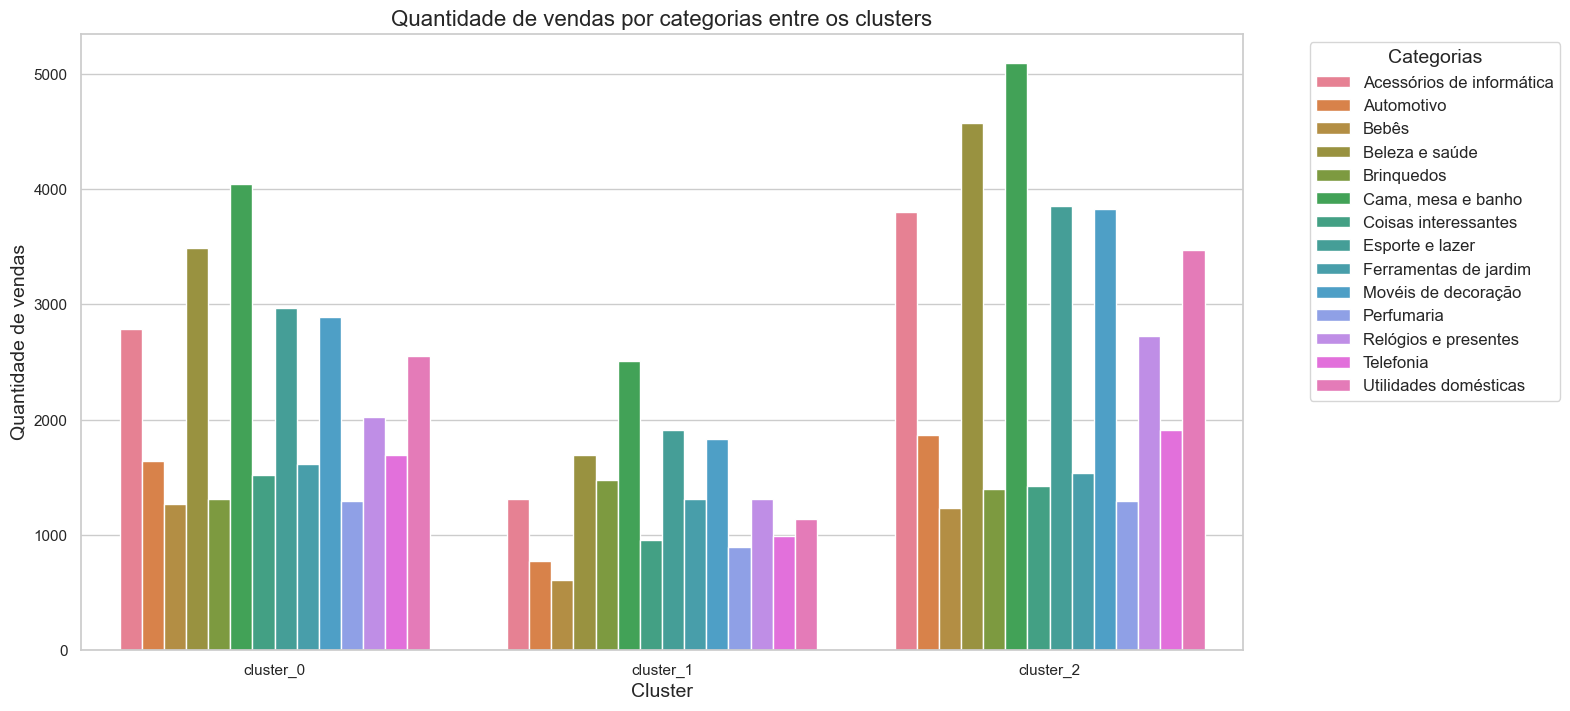 Quantidade de vendas por categorias entre os clusters
Quantidade de vendas
5000
4000
3000
2000
1000
0
cluster_0
cluster_1
cluster_2
Cluster
Categorias
Acessórios de informática
Automotivo
Bebês
Beleza e saúde
Brinquedos
Cama, mesa e banho
Coisas interessantes
Esporte e lazer
Ferramentas de jardim
Movéis de decoração
Perfumaria
Relógios e presentes
Telefonia
Utilidades domésticas